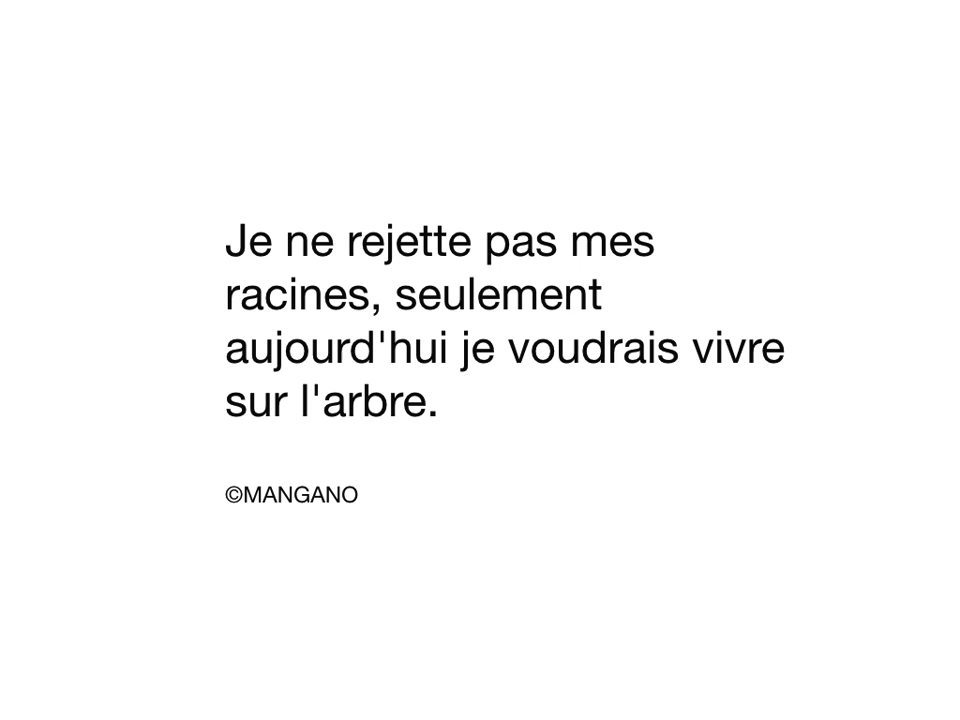 Je ne rejette pas mes
racines, seulement
aujourd'hui je voudrais vivre
sur l'arbre.
©MANGANO